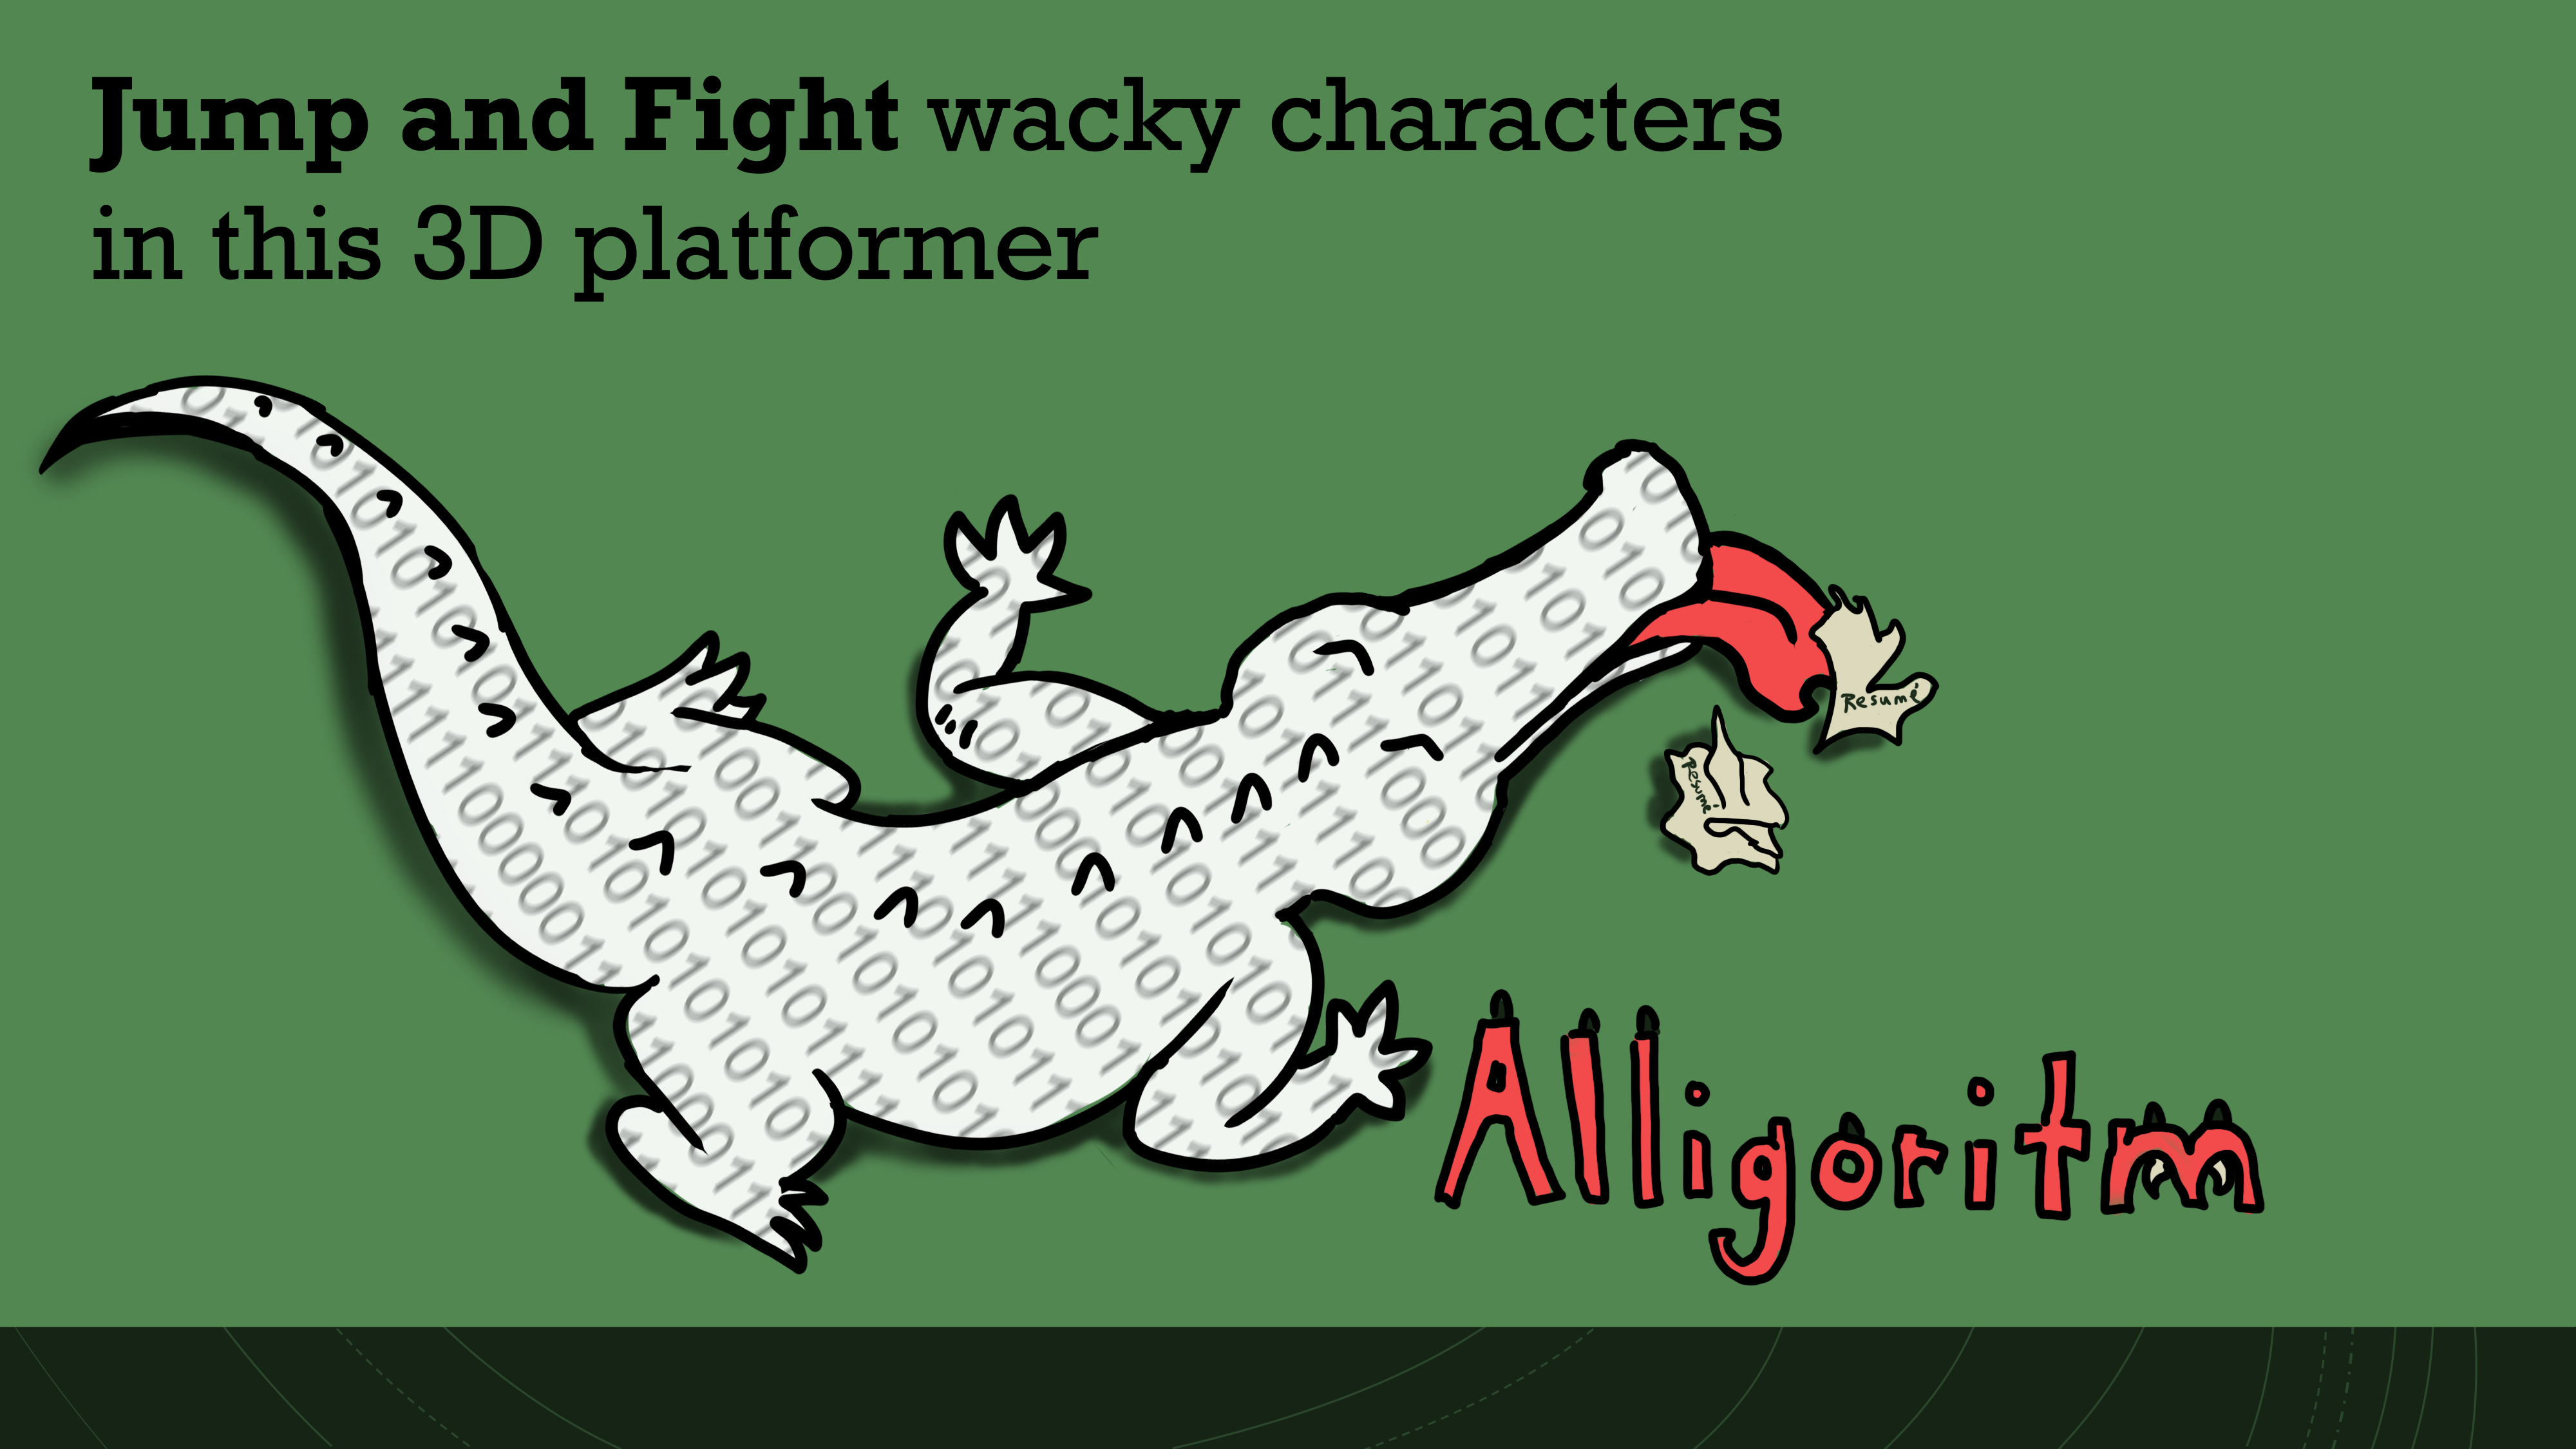 Jump and Fight wacky characters
in this 3D platformer
Resumé
Resumé
Alligoritm